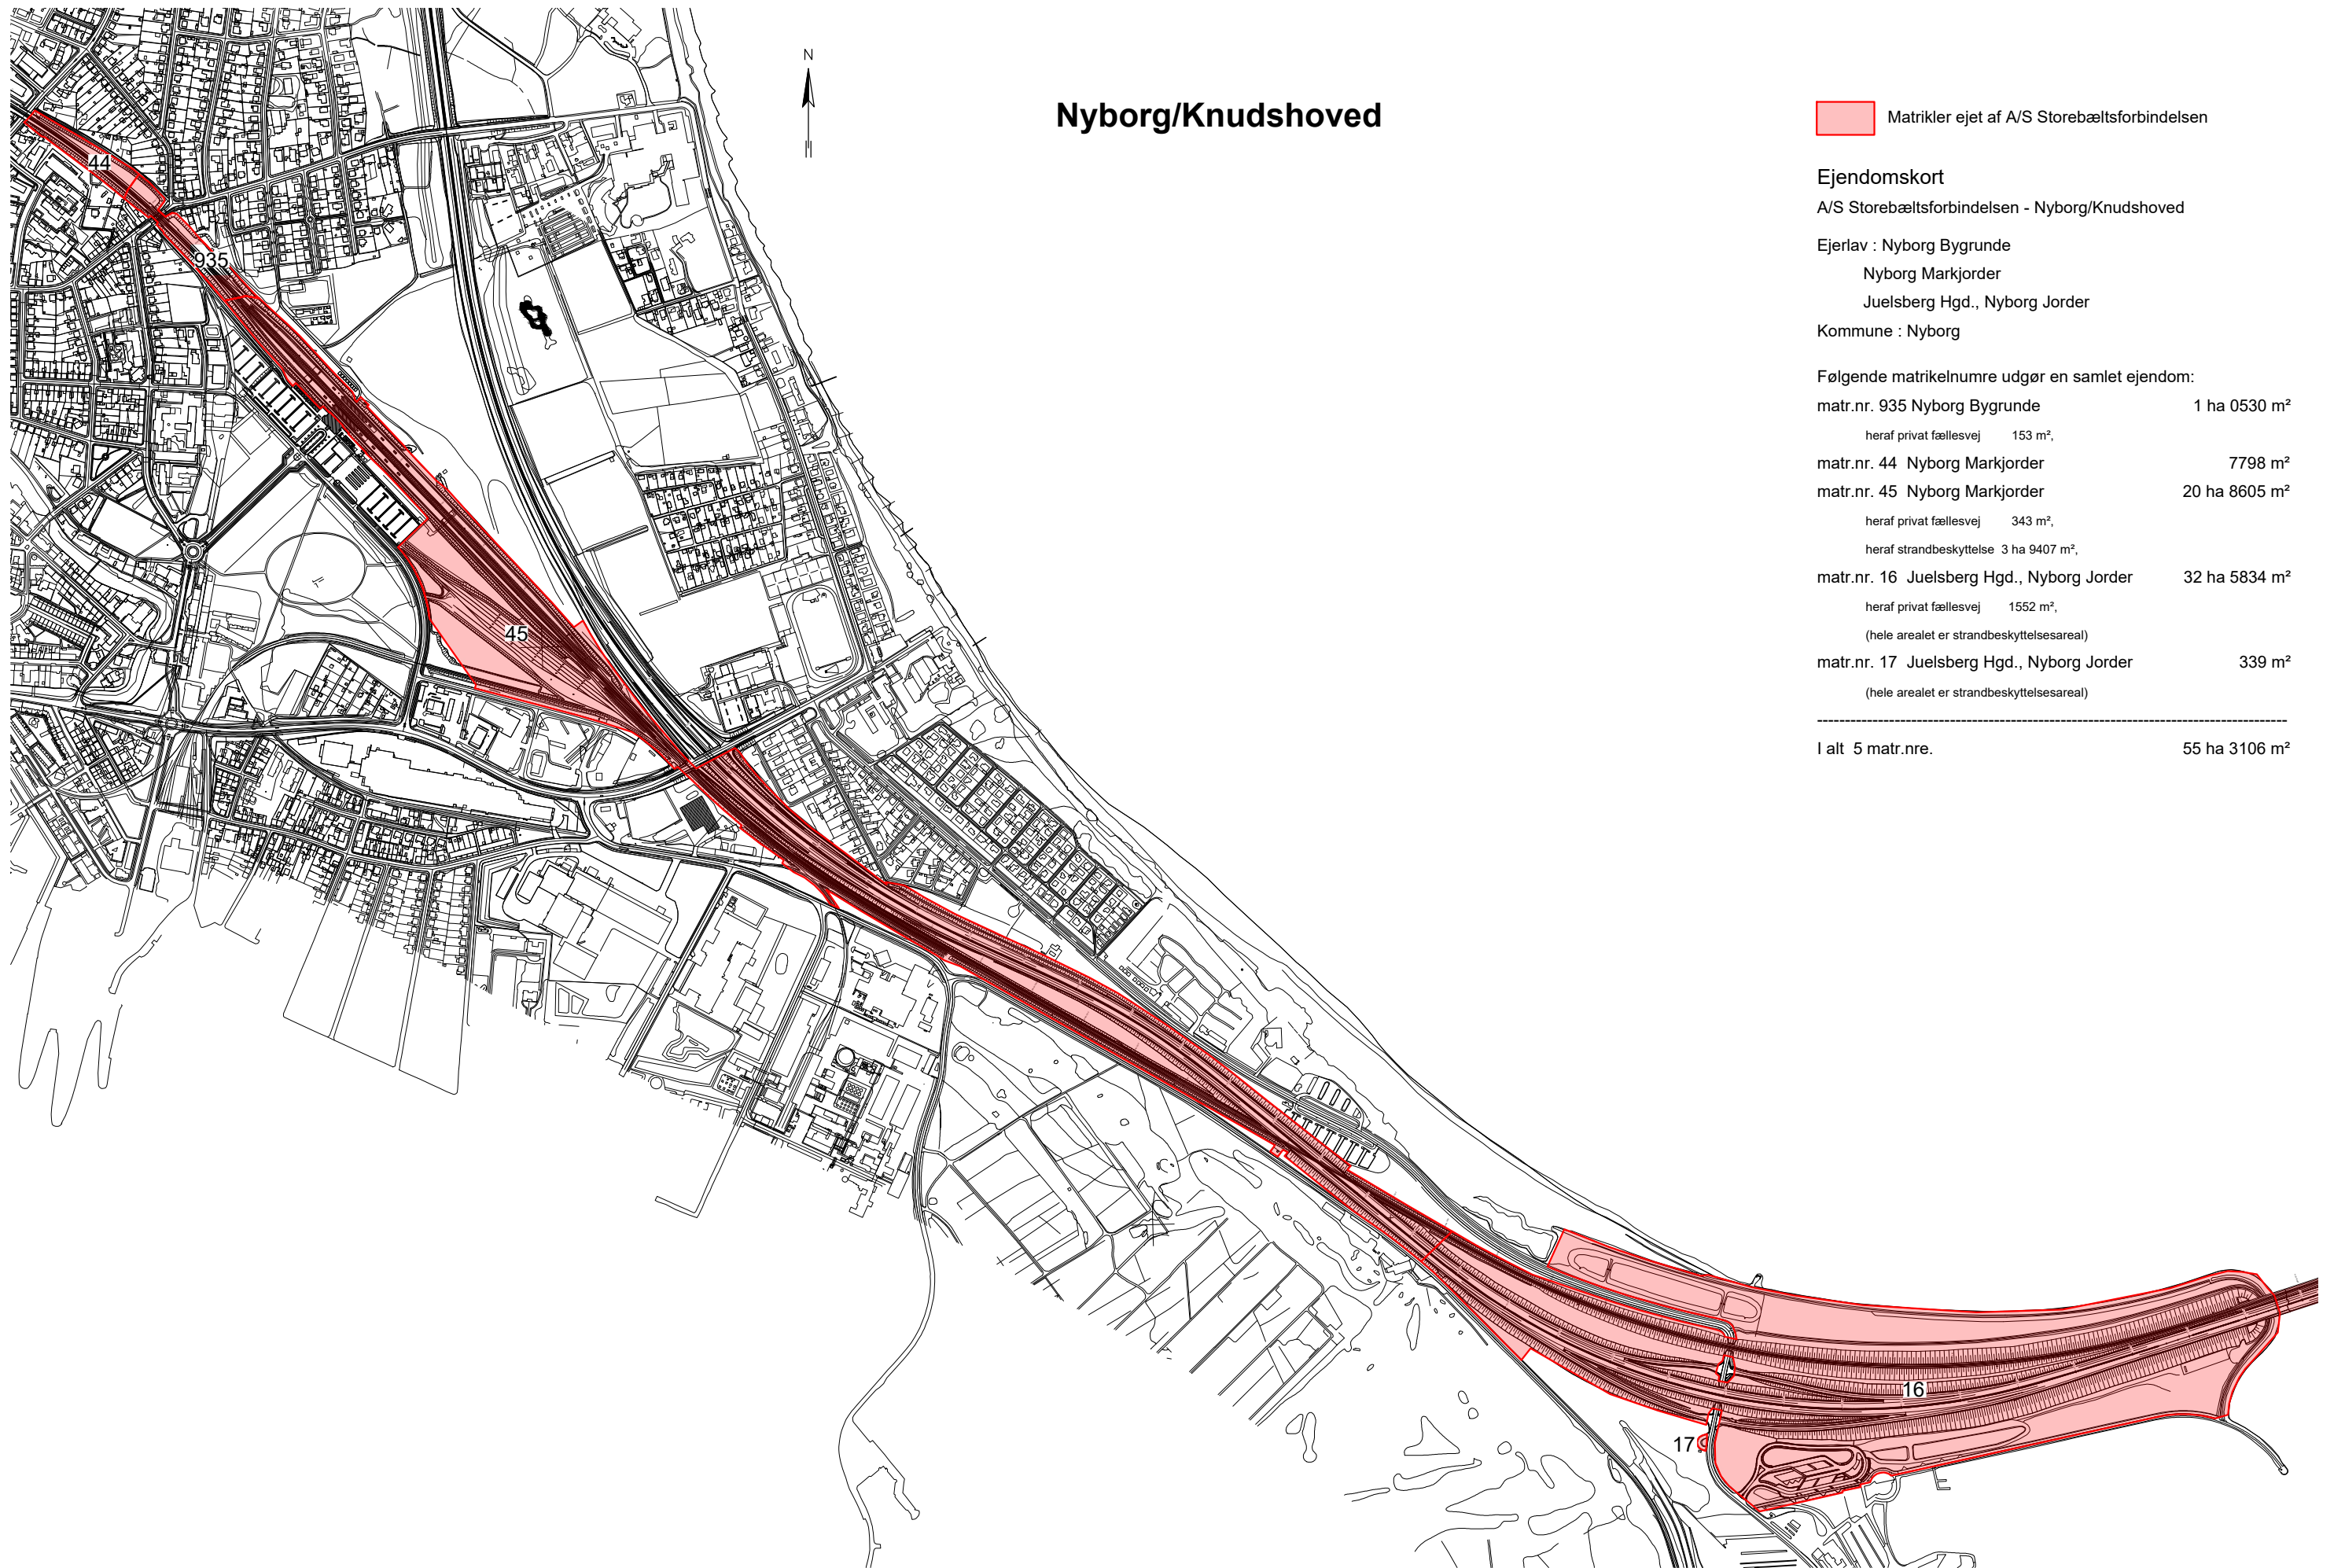 N
Nyborg/Knudshoved
Matrikler ejet af A/S Storebæltsforbindelsen
Ejendomskort
A/S Storebæltsforbindelsen - Nyborg/Knudshoved
Ejerlav : Nyborg Bygrunde
Nyborg Markjorder
Juelsberg Hgd., Nyborg Jorder
Kommune : Nyborg
Følgende matrikelnumre udgør en samlet ejendom:
matr.nr. 935 Nyborg Bygrunde 1 ha 0530 m²
heraf privat fællesvej 153 m²,
matr.nr. 44 Nyborg Markjorder 7798 m²
matr.nr. 45 Nyborg Markjorder 20 ha 8605 m²
heraf privat fællesvej 343 m²,
heraf strandbeskyttelse 3 ha 9407 m²,
matr.nr. 16 Juelsberg Hgd., Nyborg Jorder 32 ha 5834 m²
heraf privat fællesvej 1552 m²,
(hele arealet er strandbeskyttelsesareal)
matr.nr. 17 Juelsberg Hgd., Nyborg Jorder 339 m²
(hele arealet er strandbeskyttelsesareal)
I alt 5 matr.nre. 55 ha 3106 m²
44
935
45
16
17